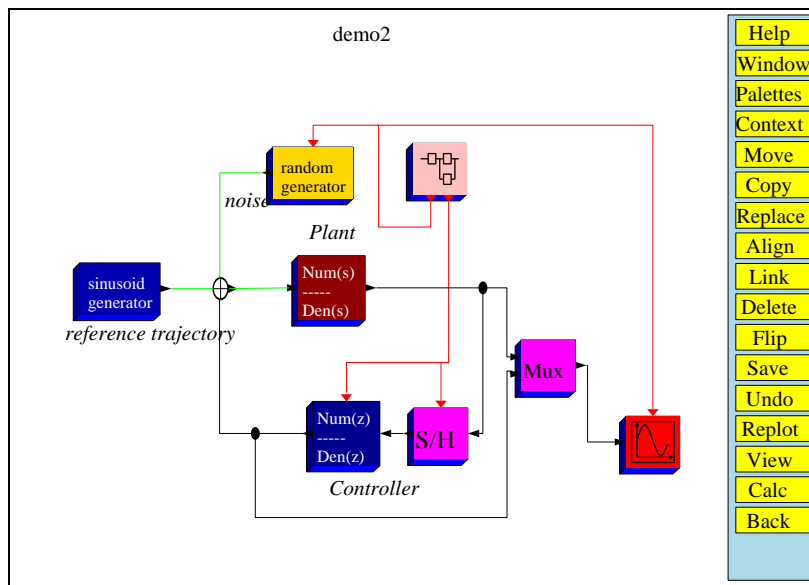 demo2
Help
Window
Palettes
Context
Move
Copy
Replace
Align
Link
Delete
Flip
Save
Undo
Replot
View
Calc
Back
random
generator
noise
Plant
sinusoid
generator
reference trajectory
Num(s)
-----
Den(s)
Mux
Num(z)
-----
Den(z)
S/H
Controller